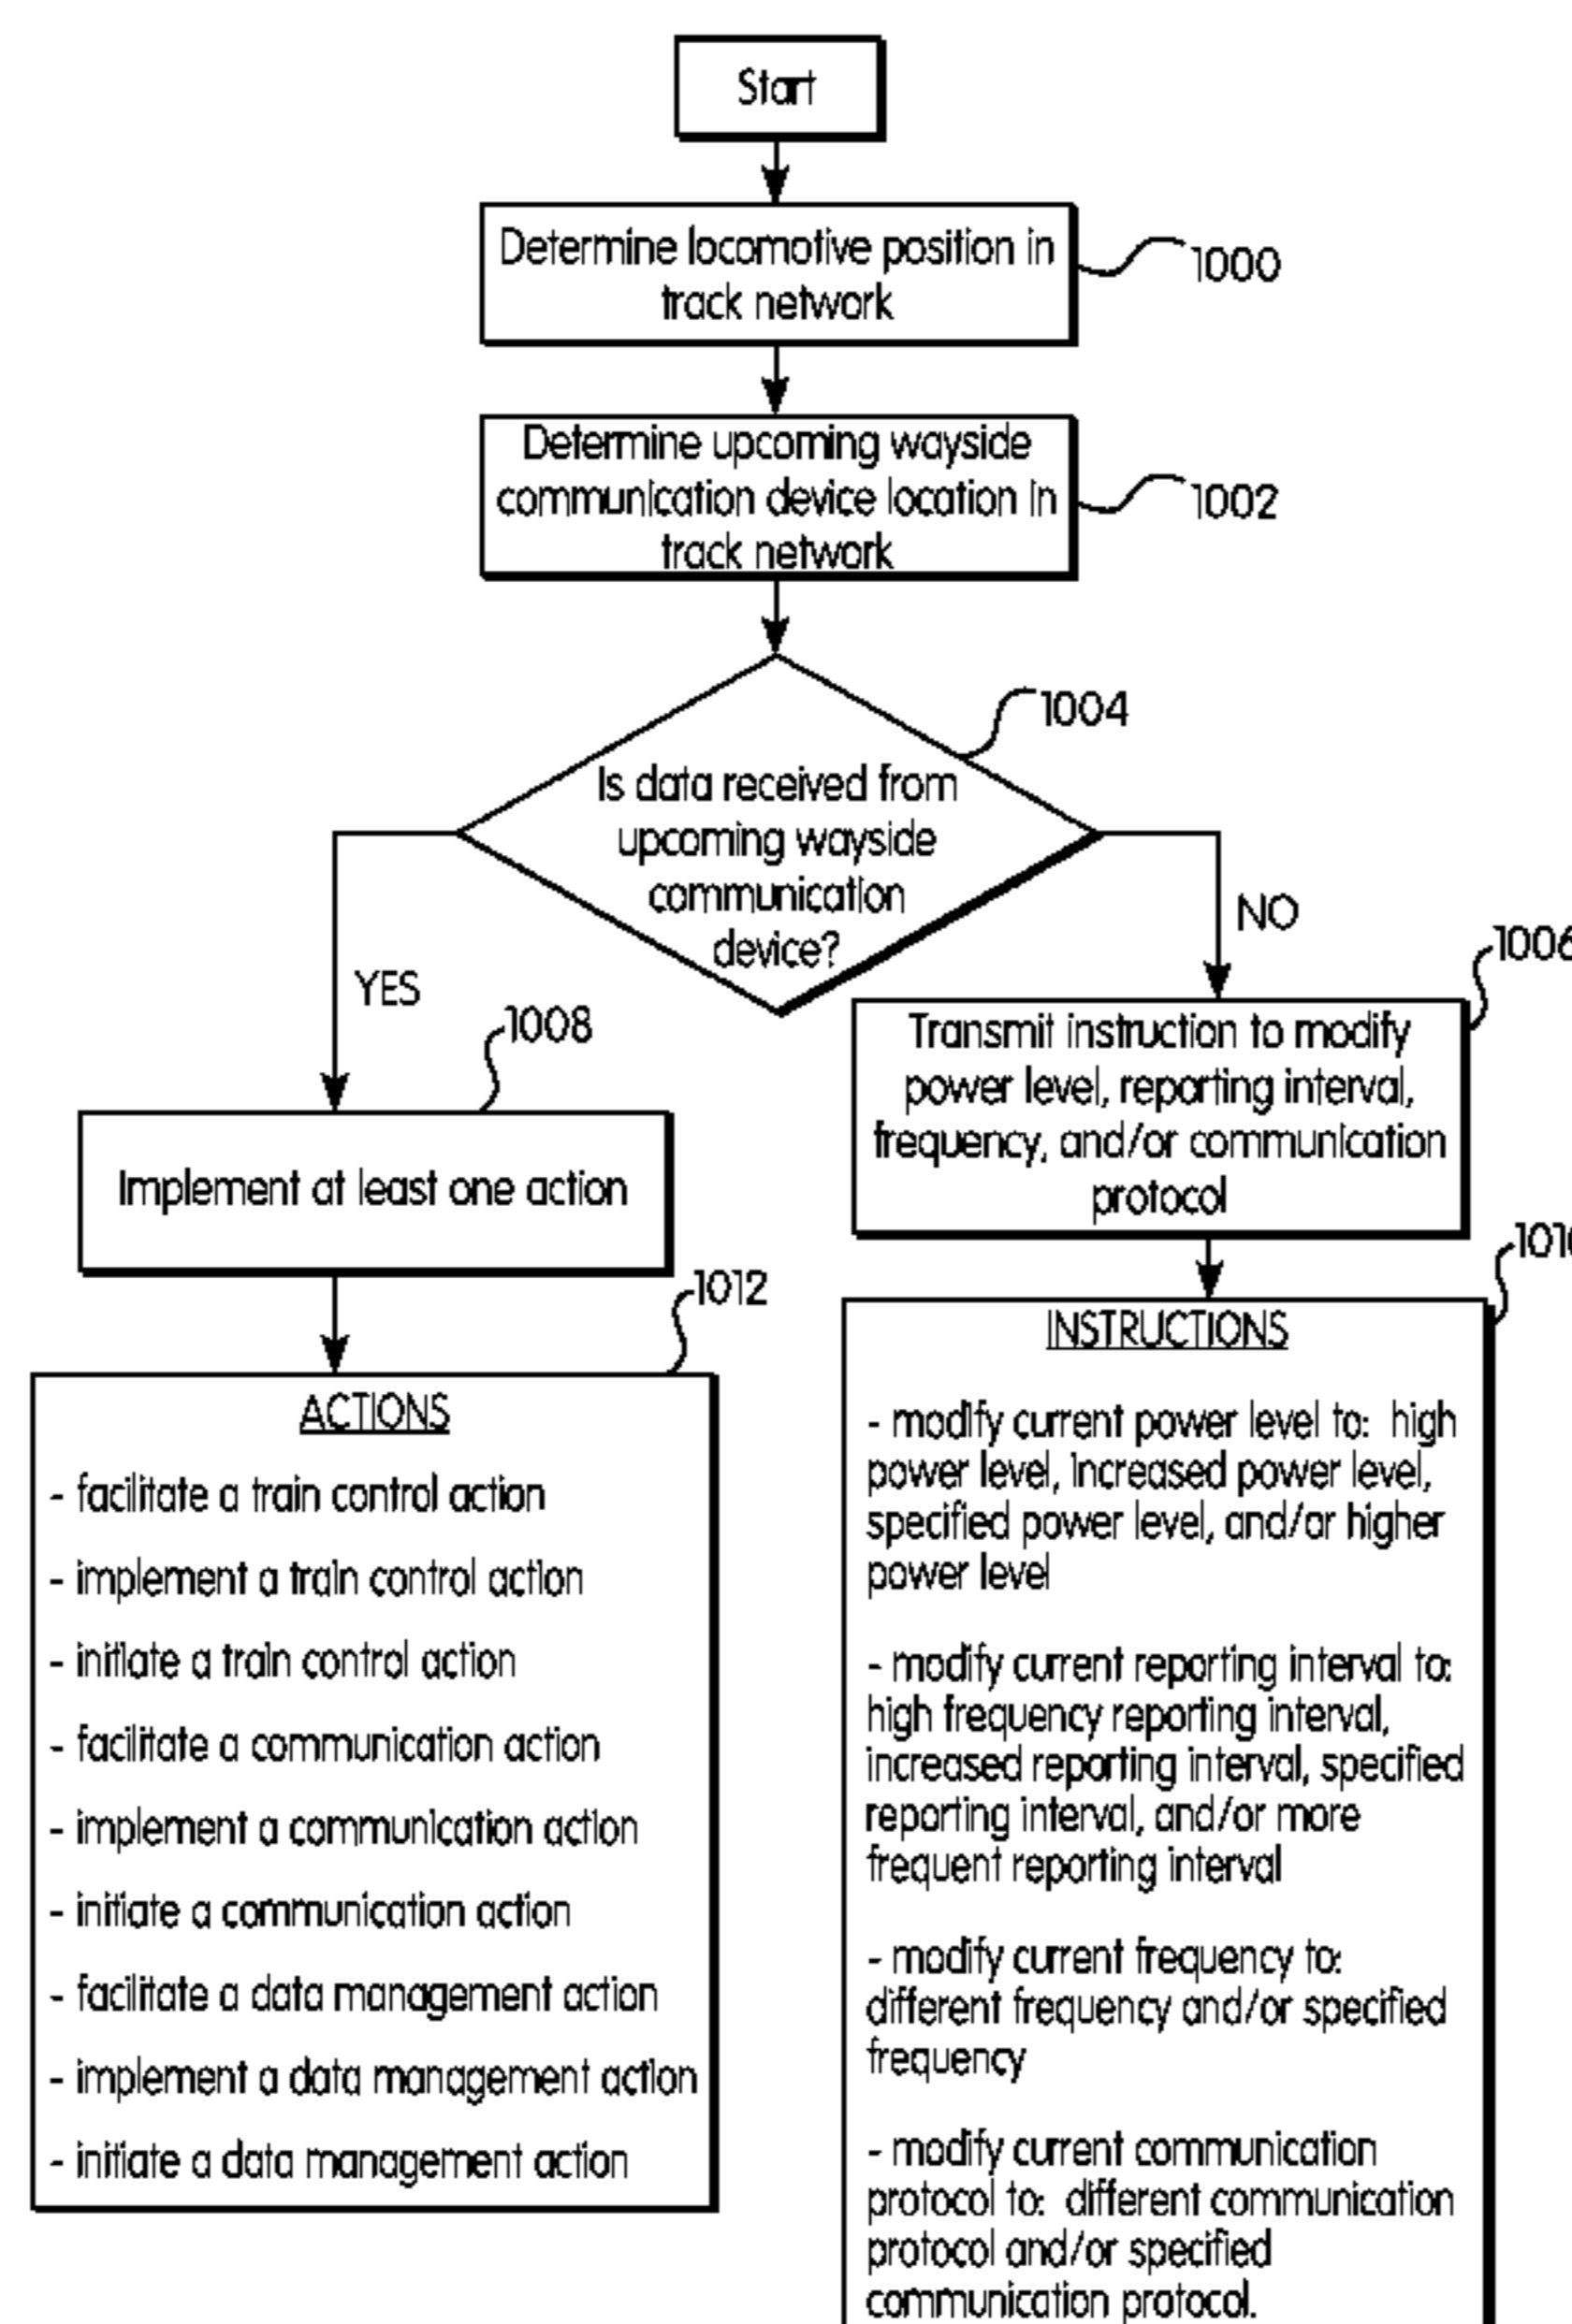 Start
Determine locomotive position in
track network
1000
Determine upcoming wayside
communication device location in
track network
1002
1004
Is data received from
upcoming wayside
communication
device?
YES
NO
1008
Implement at least one action
1006
Transmit instruction to modify
power level, reporting interval,
frequency, and/or communication
protocol
1012
ACTIONS
- facilitate a train control action
- implement a train control action
- initiate a train control action
- facilitate a communication action
- implement a communication action
- initiate a communication action
- facilitate a data management action
- implement a data management action
- initiate a data management action
INSTRUCTIONS
- modify current power level to: high
power level, increased power level,
specified power level, and/or higher
power level
- modify current reporting interval to:
high frequency reporting interval,
increased reporting interval, specified
reporting interval, and/or more
frequent reporting interval
- modify current frequency to:
different frequency and/or specified
frequency
- modify current communication
protocol to: different communication
protocol and/or specified
communication protocol.